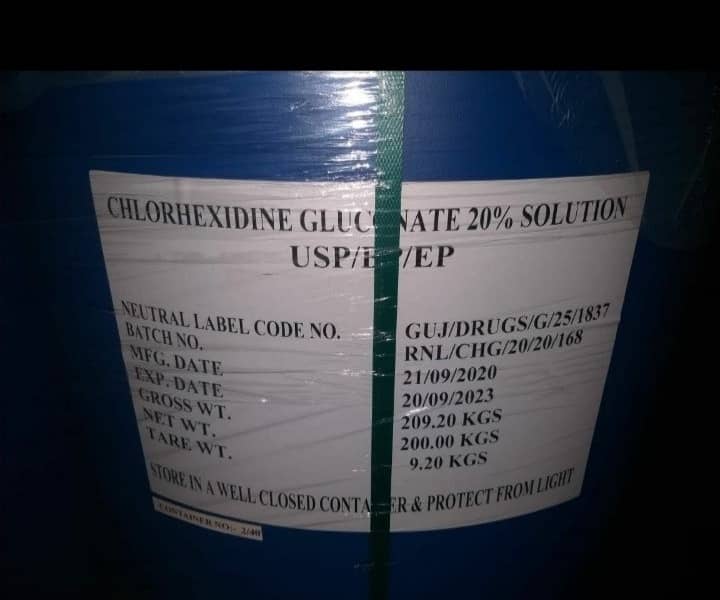 CHLORHEXIDINE GLUC NATE 20% SOLUTION
USP/ /EP
NEUTRAL LABEL CODE NO. GUJ/DRUGS/G/25/1837
BATCH NO. RNL/CHG/20/20/168
MFG. DATE 21/09/2020
EXP. DATE 20/09/2023
GROSS WT. 209.20 KGS
NET WT. 200.00 KGS
TARE WT. 9.20 KGS
STORE IN A WELL CLOSED CONTA ER & PROTECT FROM LIGHT
CONTAINER NO:- 2/40